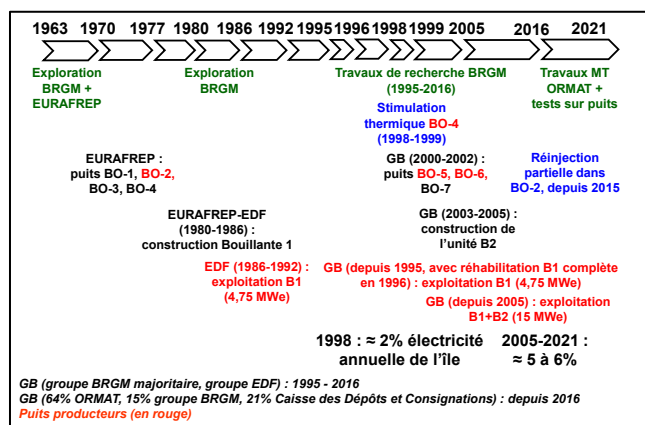 1963 1970 1977 1980 1986 1992 1995 1996 1998 1999 2005 2016 2021
Exploration
BRGM +
EURAFREP
Exploration
BRGM
Travaux de recherche BRGM
(1995-2016)
Travaux MT
ORMAT +
tests sur puits
Stimulation
thermique BO-4
(1998-1999)
EURAFREP :
puits BO-1, BO-2,
BO-3, BO-4
GB (2000-2002) :
puits BO-5, BO-6,
BO-7
Réinjection
partielle dans
BO-2, depuis 2015
EURAFREP-EDF
(1980-1986) :
construction Bouillante 1
GB (2003-2005) :
construction de
l'unité B2
EDF (1986-1992) :
exploitation B1
(4,75 MWe)
GB (depuis 1995, avec réhabilitation B1 complète
en 1996) : exploitation B1 (4,75 MWe)
GB (depuis 2005) : exploitation
B1+B2 (15 MWe)
1998 : ≈ 2% électricité
annuelle de l'île
2005-2021 :
≈ 5 à 6%
GB (groupe BRGM majoritaire, groupe EDF) : 1995 - 2016
GB (64% ORMAT, 15% groupe BRGM, 21% Caisse des Dépôts et Consignations) : depuis 2016
Puits producteurs (en rouge)